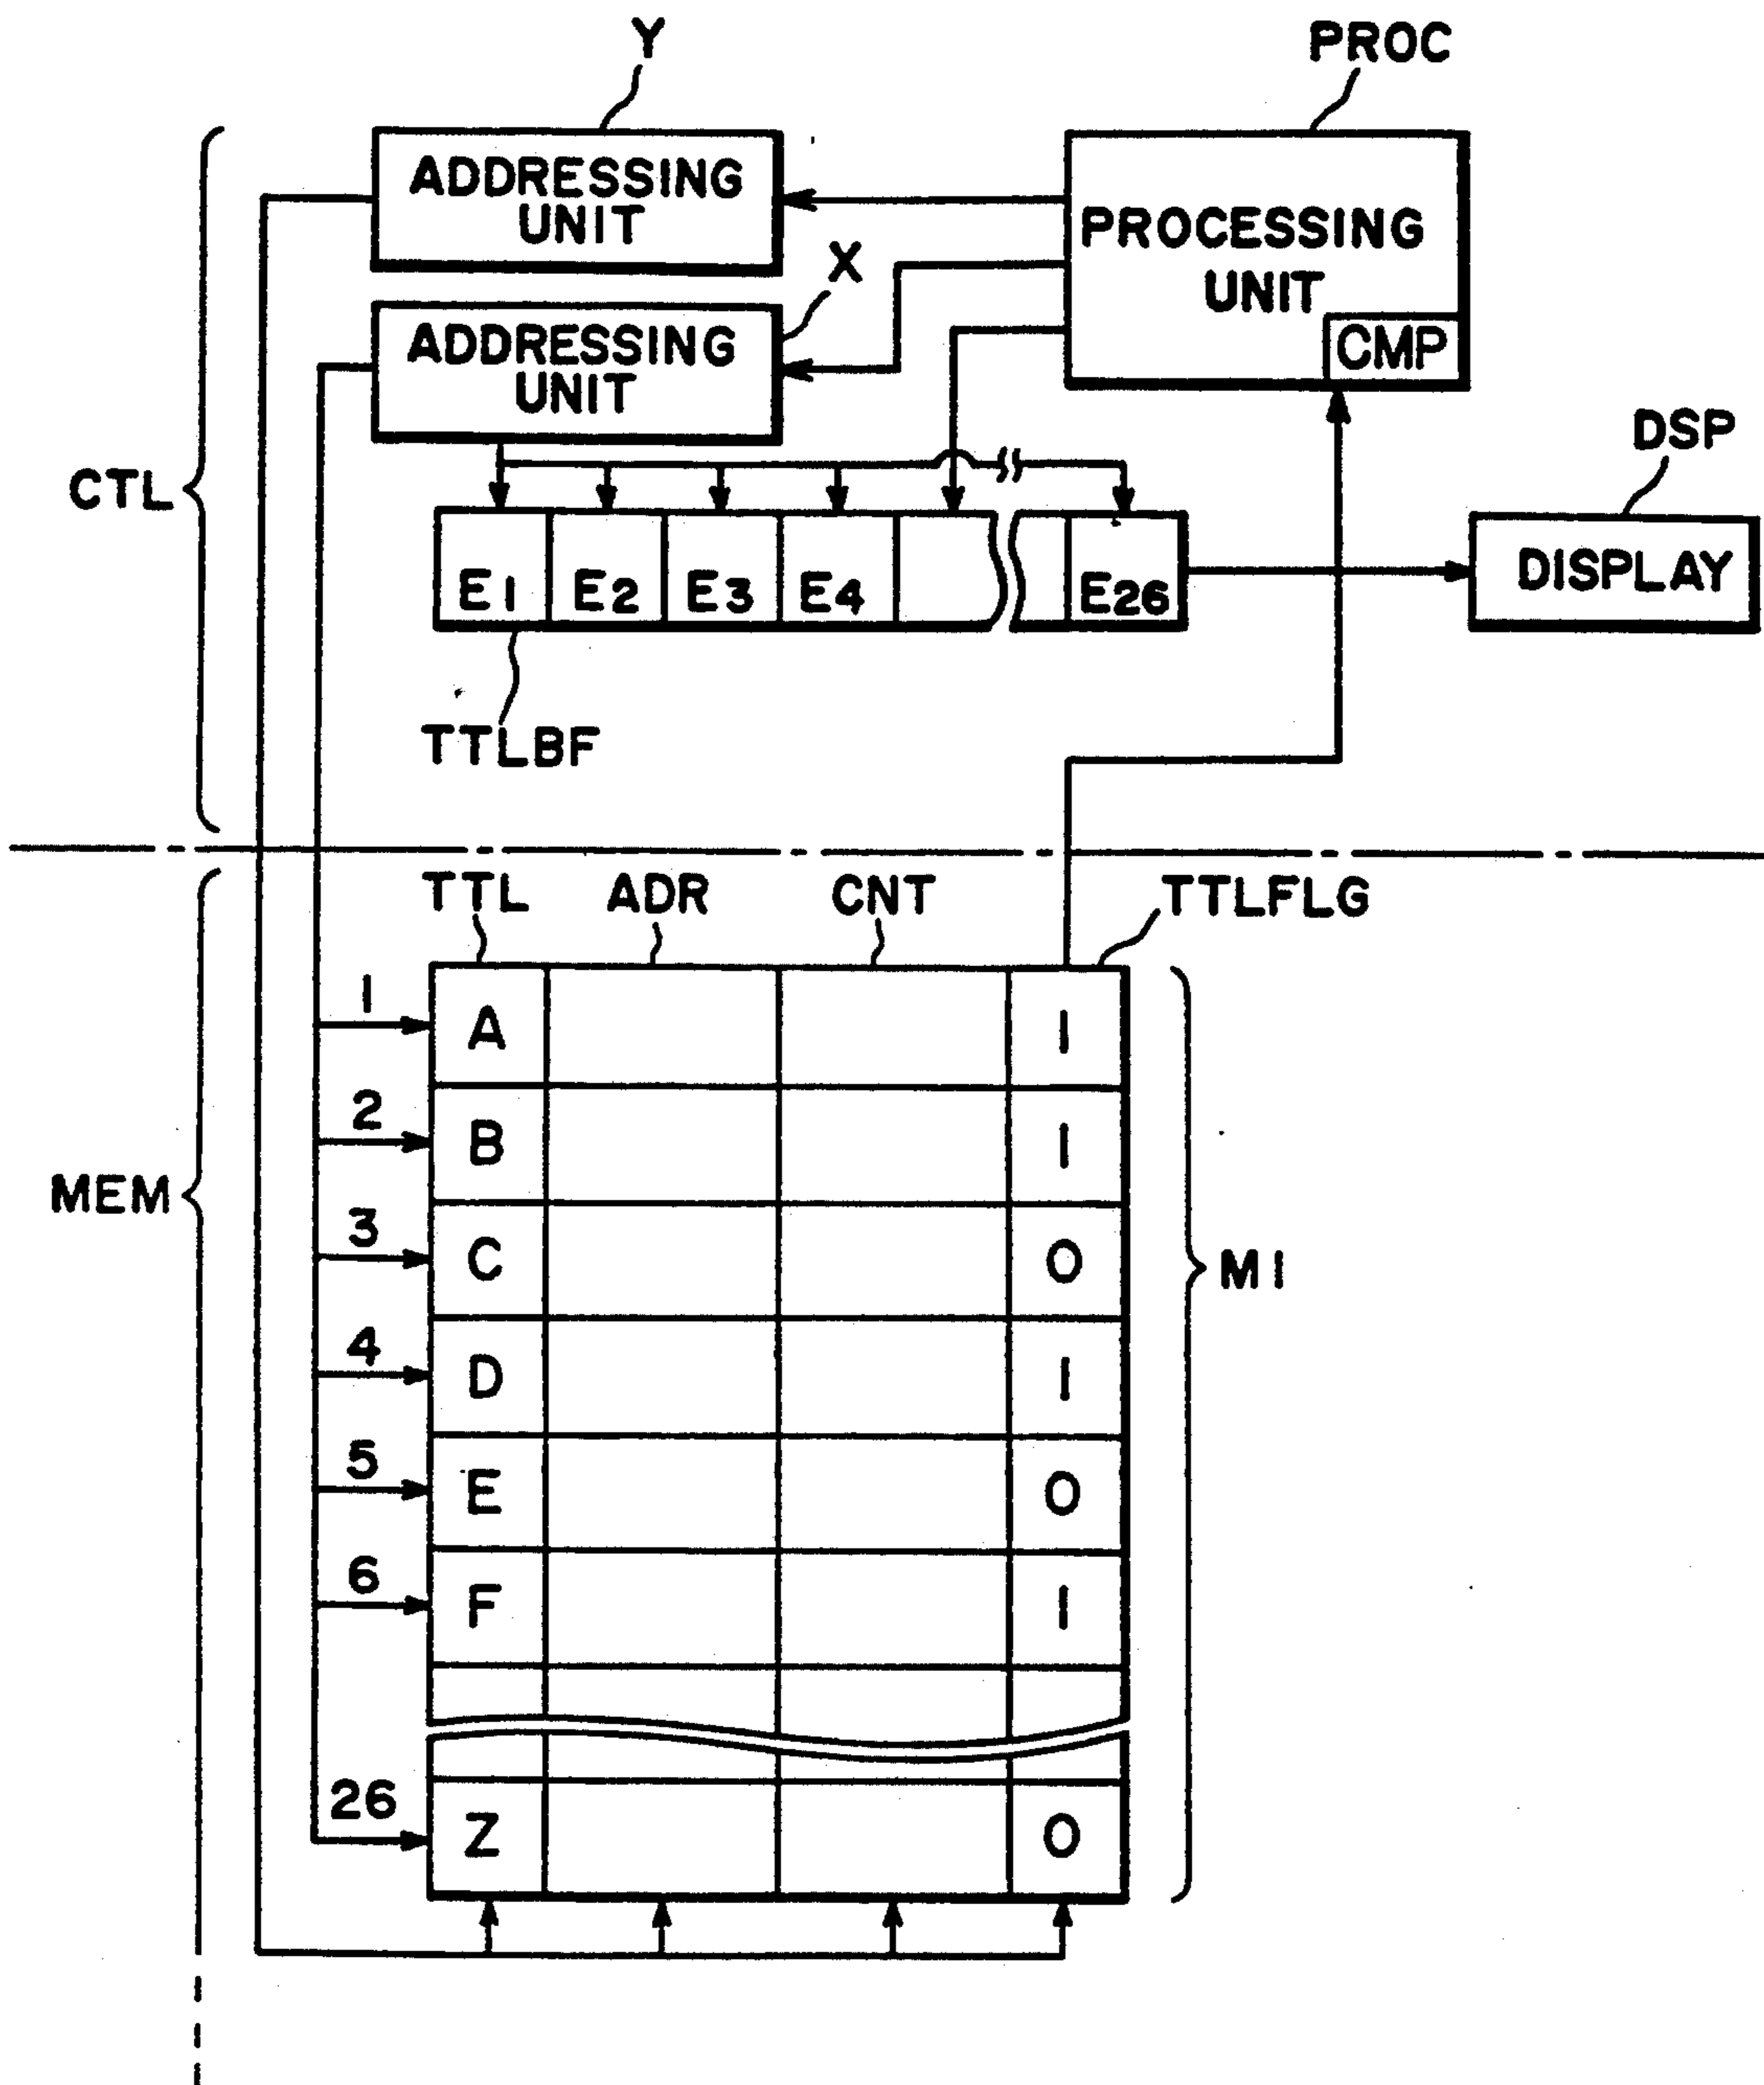 Y
PROC
ADDRESSING
UNIT
PROCESSING
UNIT
CMP
X
ADDRESSING
UNIT
DSP
CTL
E1 E2 E3 E4 E26
DISPLAY
TTLBF
TTL ADR CNT TTLFLG
1 A 1
2 B 1
MEM
3 C 0
M1
4 D 1
5 E 0
6 F 1
26 Z 0